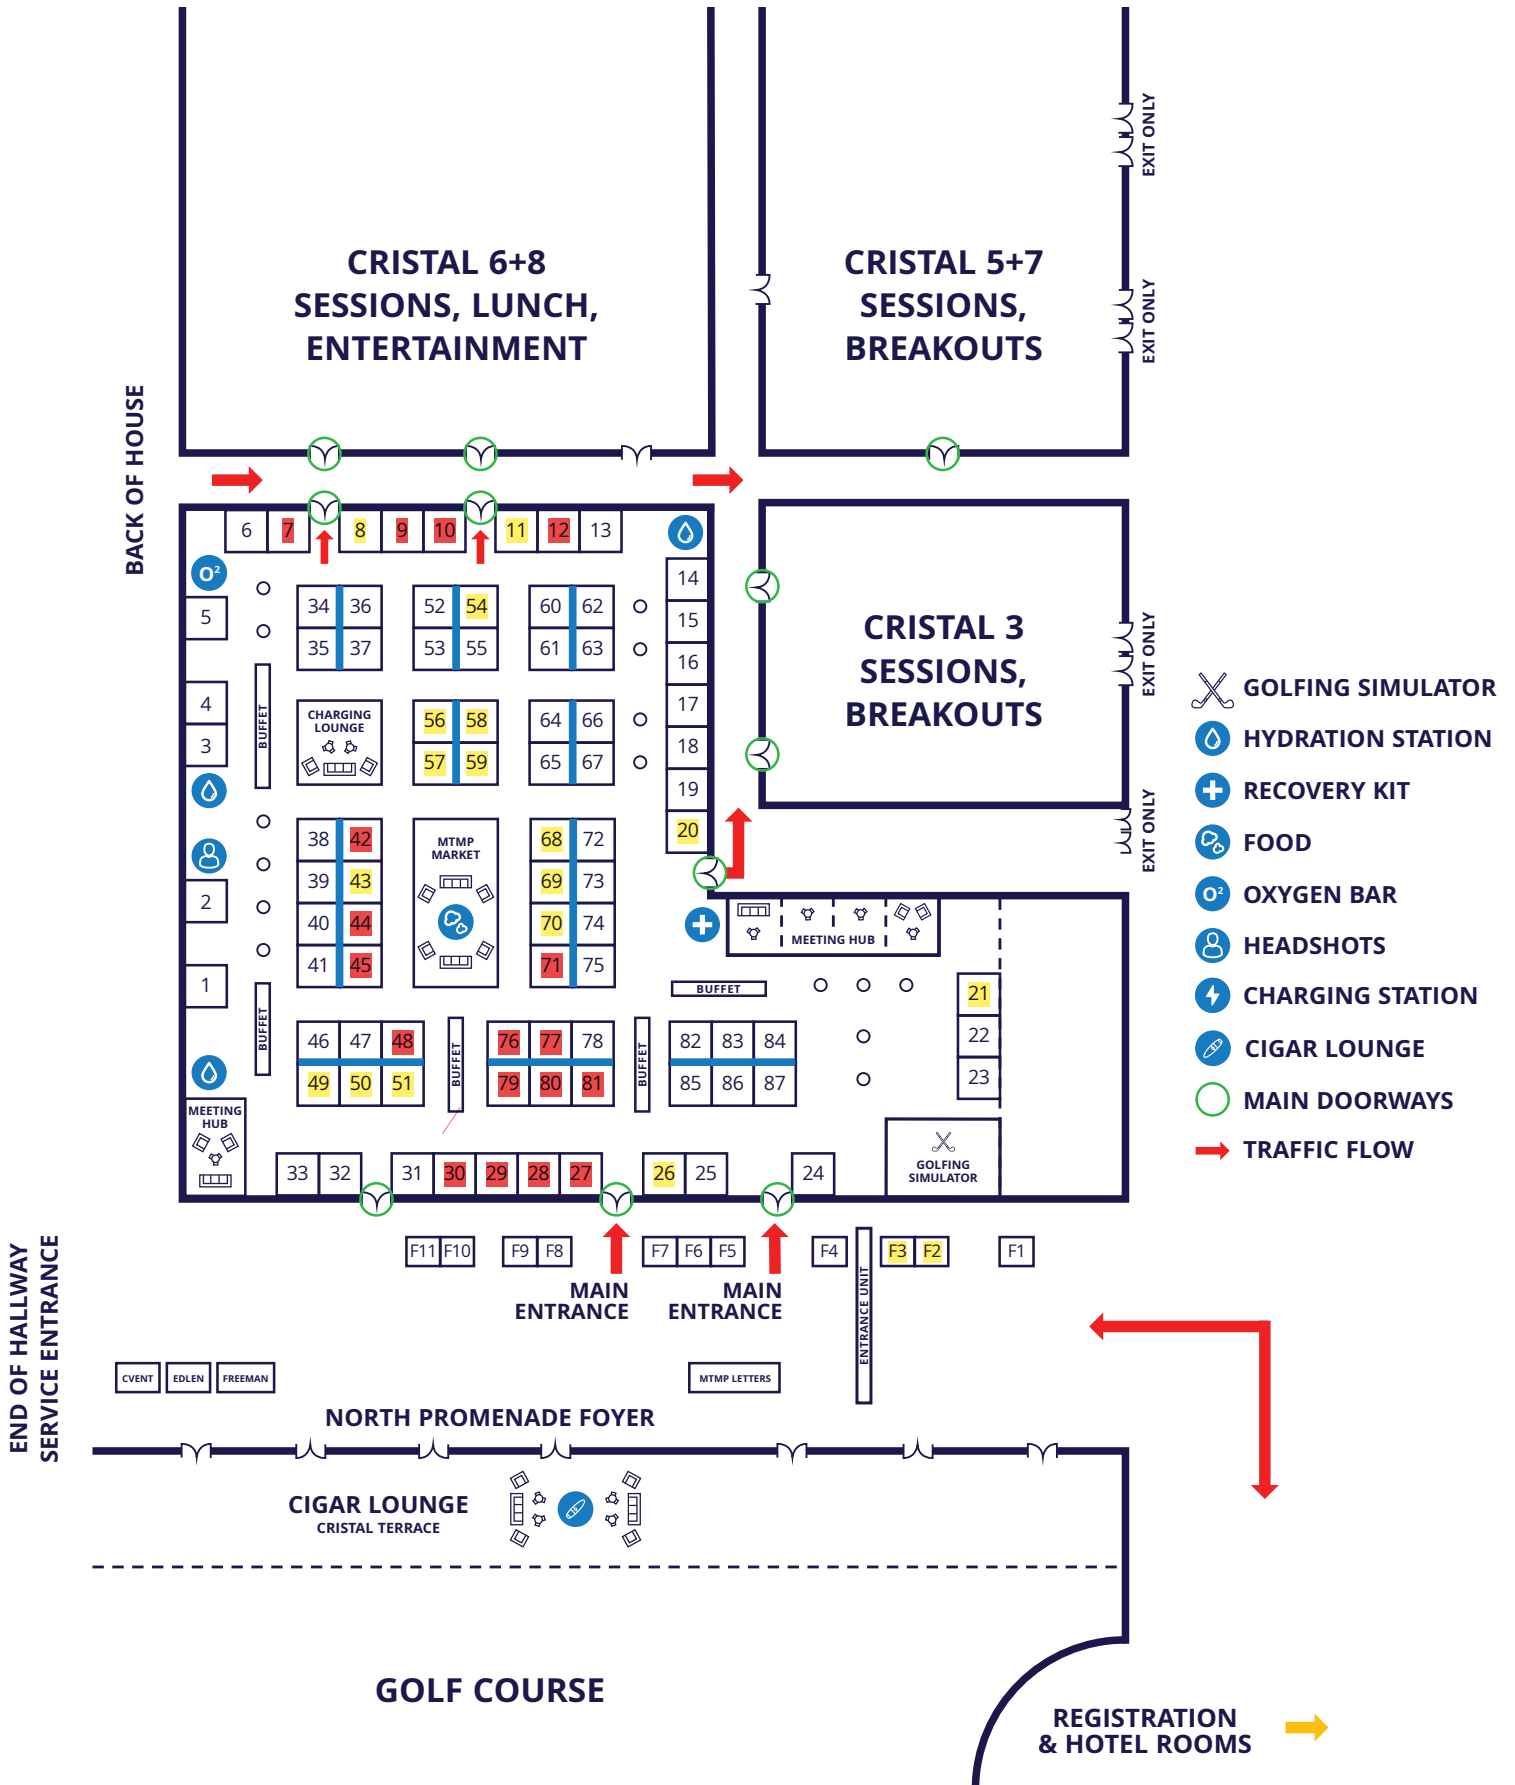 CRISTAL 6+8
SESSIONS, LUNCH,
ENTERTAINMENT
CRISTAL 5+7
SESSIONS,
BREAKOUTS
EXIT ONLY
EXIT ONLY
BACK OF HOUSE
6 7 8 9 10 11 12 13
O²
5
4
3
2
1
BUFFET
BUFFET
34 36
35 37
52 54
53 55
60 62
61 63
CHARGING
LOUNGE
56 58
57 59
64 66
65 67
14
15
16
17
18
19
20
CRISTAL 3
SESSIONS,
BREAKOUTS
EXIT ONLY
EXIT ONLY
38 42
39 43
40 44
41 45
MTMP
MARKET
68 72
69 73
70 74
71 75
MEETING HUB
BUFFET
21
22
23
46 47 48
49 50 51
BUFFET
76 77 78
79 80 81
BUFFET
82 83 84
85 86 87
MEETING
HUB
GOLFING
SIMULATOR
33 32 31 30 29 28 27 26 25 24
F11 F10 F9 F8 F7 F6 F5 F4 F3 F2 F1
MAIN
ENTRANCE
MAIN
ENTRANCE
ENTRANCE UNIT
END OF HALLWAY
SERVICE ENTRANCE
CVENT EDLEN FREEMAN
MTMP LETTERS
NORTH PROMENADE FOYER
CIGAR LOUNGE
CRISTAL TERRACE
GOLF COURSE
REGISTRATION
& HOTEL ROOMS
GOLFING SIMULATOR
HYDRATION STATION
RECOVERY KIT
FOOD
O² OXYGEN BAR
HEADSHOTS
CHARGING STATION
CIGAR LOUNGE
MAIN DOORWAYS
TRAFFIC FLOW